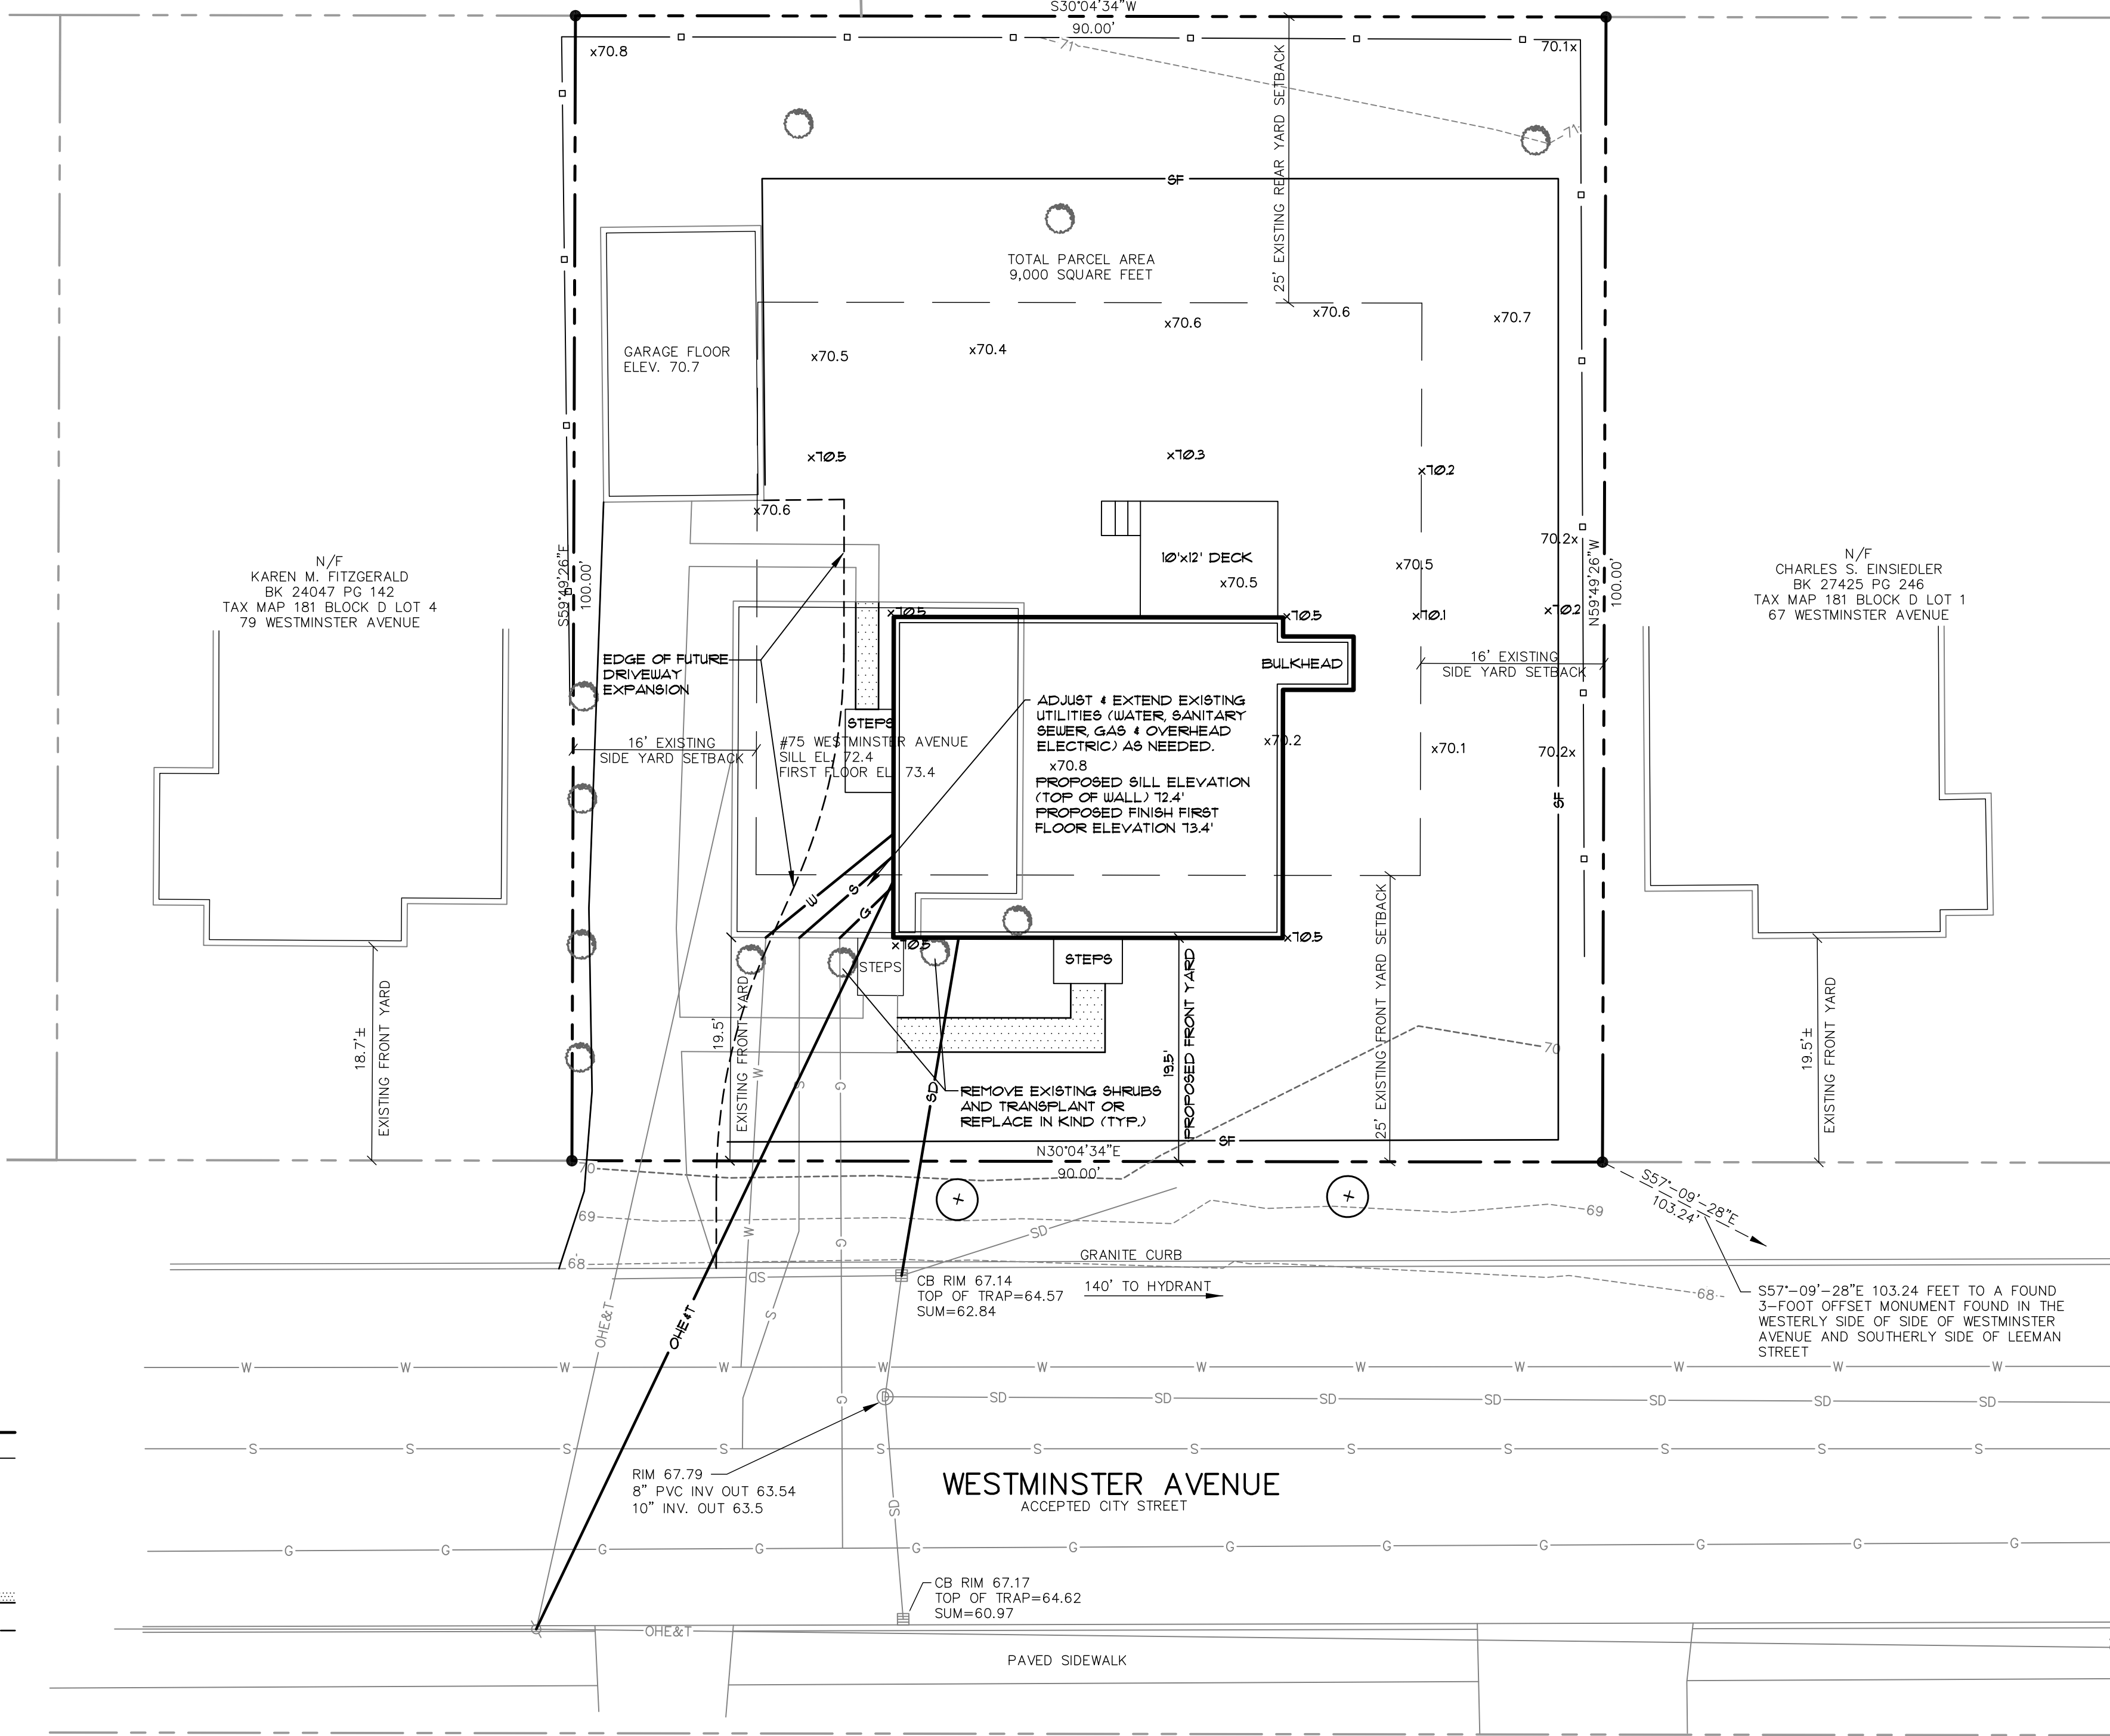 S30°04'34"W
90.00'
x70.8
71
70.1x
71
25' EXISTING REAR YARD SETBACK
SF
TOTAL PARCEL AREA
9,000 SQUARE FEET
x70.6
x70.6
x70.7
GARAGE FLOOR
ELEV. 70.7
x70.5
x70.4
x70.5
x70.3
x70.2
x70.6
N/F
KAREN M. FITZGERALD
BK 24047 PG 142
TAX MAP 181 BLOCK D LOT 4
79 WESTMINSTER AVENUE
S59°49'26"E
100.00'
10'x12' DECK
x70.5
x70.5
70.2x
N59°49'26"W
100.00'
N/F
CHARLES S. EINSIEDLER
BK 27425 PG 246
TAX MAP 181 BLOCK D LOT 1
67 WESTMINSTER AVENUE
x70.5
x70.5
x70.1
x70.2
EDGE OF FUTURE
DRIVEWAY
EXPANSION
BULKHEAD
16' EXISTING
SIDE YARD SETBACK
ADJUST & EXTEND EXISTING
UTILITIES (WATER, SANITARY
SEWER, GAS & OVERHEAD
ELECTRIC) AS NEEDED.
STEPS
16' EXISTING
SIDE YARD SETBACK
#75 WESTMINSTER AVENUE
SILL EL. 72.4
FIRST FLOOR EL. 73.4
x70.2
x70.1
70.2x
x70.8
PROPOSED SILL ELEVATION
(TOP OF WALL) 72.4'
PROPOSED FINISH FIRST
FLOOR ELEVATION 73.4'
SF
W
S
G
x70.5
x70.5
STEPS
STEPS
18.7'±
EXISTING FRONT YARD
19.5'
EXISTING FRONT YARD
19.5'
PROPOSED FRONT YARD
25' EXISTING FRONT YARD SETBACK
19.5'±
EXISTING FRONT YARD
W
S
G
SD
70
REMOVE EXISTING SHRUBS
AND TRANSPLANT OR
REPLACE IN KIND (TYP.)
SF
N30°04'34"E
90.00'
70
S57°-09'-28"E
103.24'
69
69
W
G
SD
68
GRANITE CURB
SD
CB RIM 67.14
TOP OF TRAP=64.57
SUM=62.84
140' TO HYDRANT
68
S57°-09'-28"E 103.24 FEET TO A FOUND
3-FOOT OFFSET MONUMENT FOUND IN THE
WESTERLY SIDE OF SIDE OF WESTMINSTER
AVENUE AND SOUTHERLY SIDE OF LEEMAN
STREET
OHE&T
OHE&T
S
W W W W W W W W W W W W
G
D
SD SD SD SD SD SD SD
S S S S S S S S S S S S
RIM 67.79
8" PVC INV OUT 63.54
10" INV. OUT 63.5
SD
WESTMINSTER AVENUE
ACCEPTED CITY STREET
G G G G G G G G G G G G
CB RIM 67.17
TOP OF TRAP=64.62
SUM=60.97
OHE&T
PAVED SIDEWALK